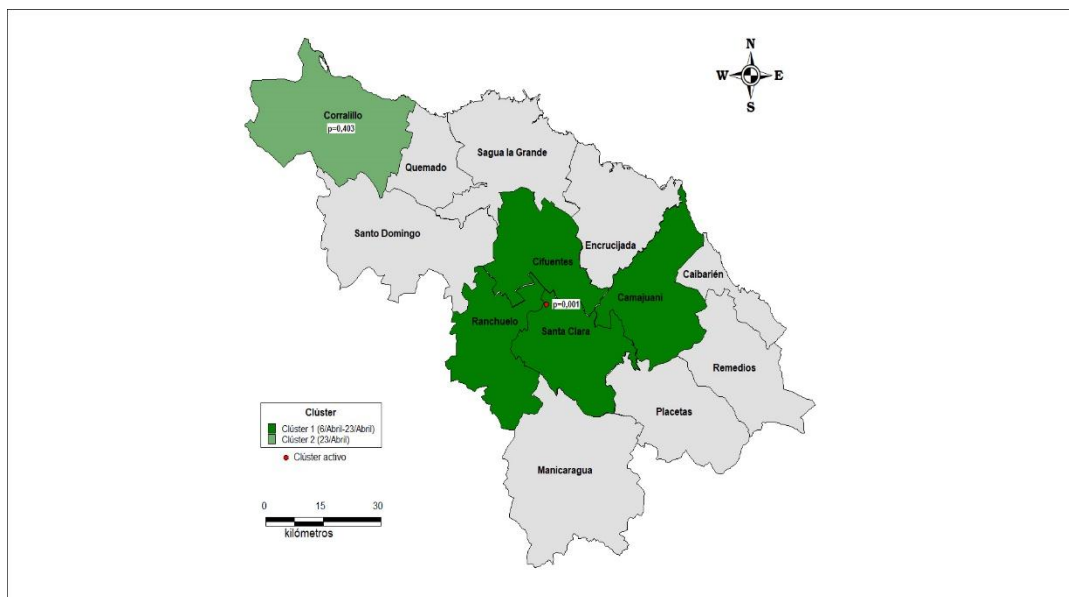 N
W E
S
Corralillo
p=0,403
Quemado
Sagua la Grande
Santo Domingo
Encrucijada
Cifuentes
Caibarién
Camajuaní
p=0,001
Ranchuelo
Santa Clara
Remedios
Placetas
Manicaragua
Clúster
Clúster 1 (6/Abril-23/Abril)
Clúster 2 (23/Abril)
Clúster activo
0 15 30
kilómetros